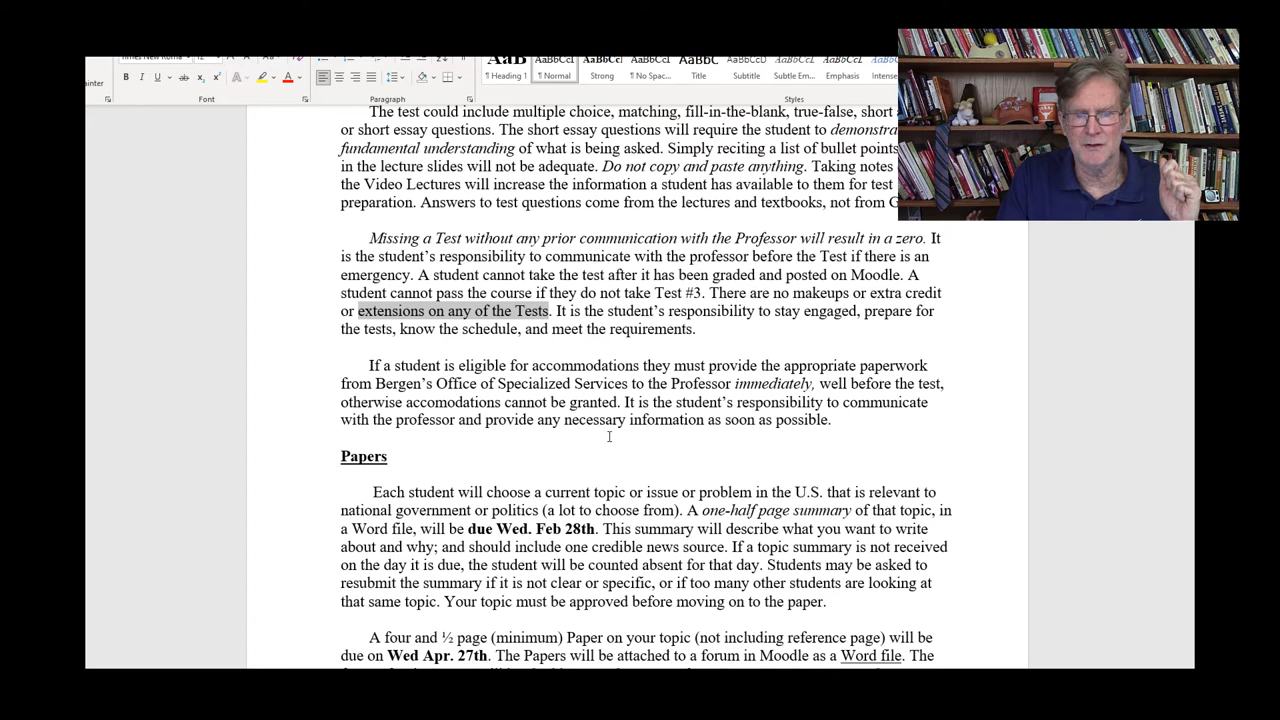 Times New Roma
12
ainter
B I U ab x₂ x² A A
Font
Paragraph
AaB AaBbCcI AaBbCcI AaBbCcI AaBbC AaBbCcD AaBbCcI AaBbCcI AaBbCcI
¶ Heading 1 ¶ Normal Strong ¶ No Spac... Title Subtitle Subtle Em... Emphasis Intense
Styles
The test could include multiple choice, matching, fill-in-the-blank, true-false, short
or short essay questions. The short essay questions will require the student to demonstra
fundamental understanding of what is being asked. Simply reciting a list of bullet points
in the lecture slides will not be adequate. Do not copy and paste anything. Taking notes
the Video Lectures will increase the information a student has available to them for test
preparation. Answers to test questions come from the lectures and textbooks, not from G
Missing a Test without any prior communication with the Professor will result in a zero. It
is the student’s responsibility to communicate with the professor before the Test if there is an
emergency. A student cannot take the test after it has been graded and posted on Moodle. A
student cannot pass the course if they do not take Test #3. There are no makeups or extra credit
or extensions on any of the Tests. It is the student’s responsibility to stay engaged, prepare for
the tests, know the schedule, and meet the requirements.
If a student is eligible for accommodations they must provide the appropriate paperwork
from Bergen’s Office of Specialized Services to the Professor immediately, well before the test,
otherwise accomodations cannot be granted. It is the student’s responsibility to communicate
with the professor and provide any necessary information as soon as possible.
Papers
Each student will choose a current topic or issue or problem in the U.S. that is relevant to
national government or politics (a lot to choose from). A one-half page summary of that topic, in
a Word file, will be due Wed. Feb 28th. This summary will describe what you want to write
about and why; and should include one credible news source. If a topic summary is not received
on the day it is due, the student will be counted absent for that day. Students may be asked to
resubmit the summary if it is not clear or specific, or if too many other students are looking at
that same topic. Your topic must be approved before moving on to the paper.
A four and ½ page (minimum) Paper on your topic (not including reference page) will be
due on Wed Apr. 27th. The Papers will be attached to a forum in Moodle as a Word file. The